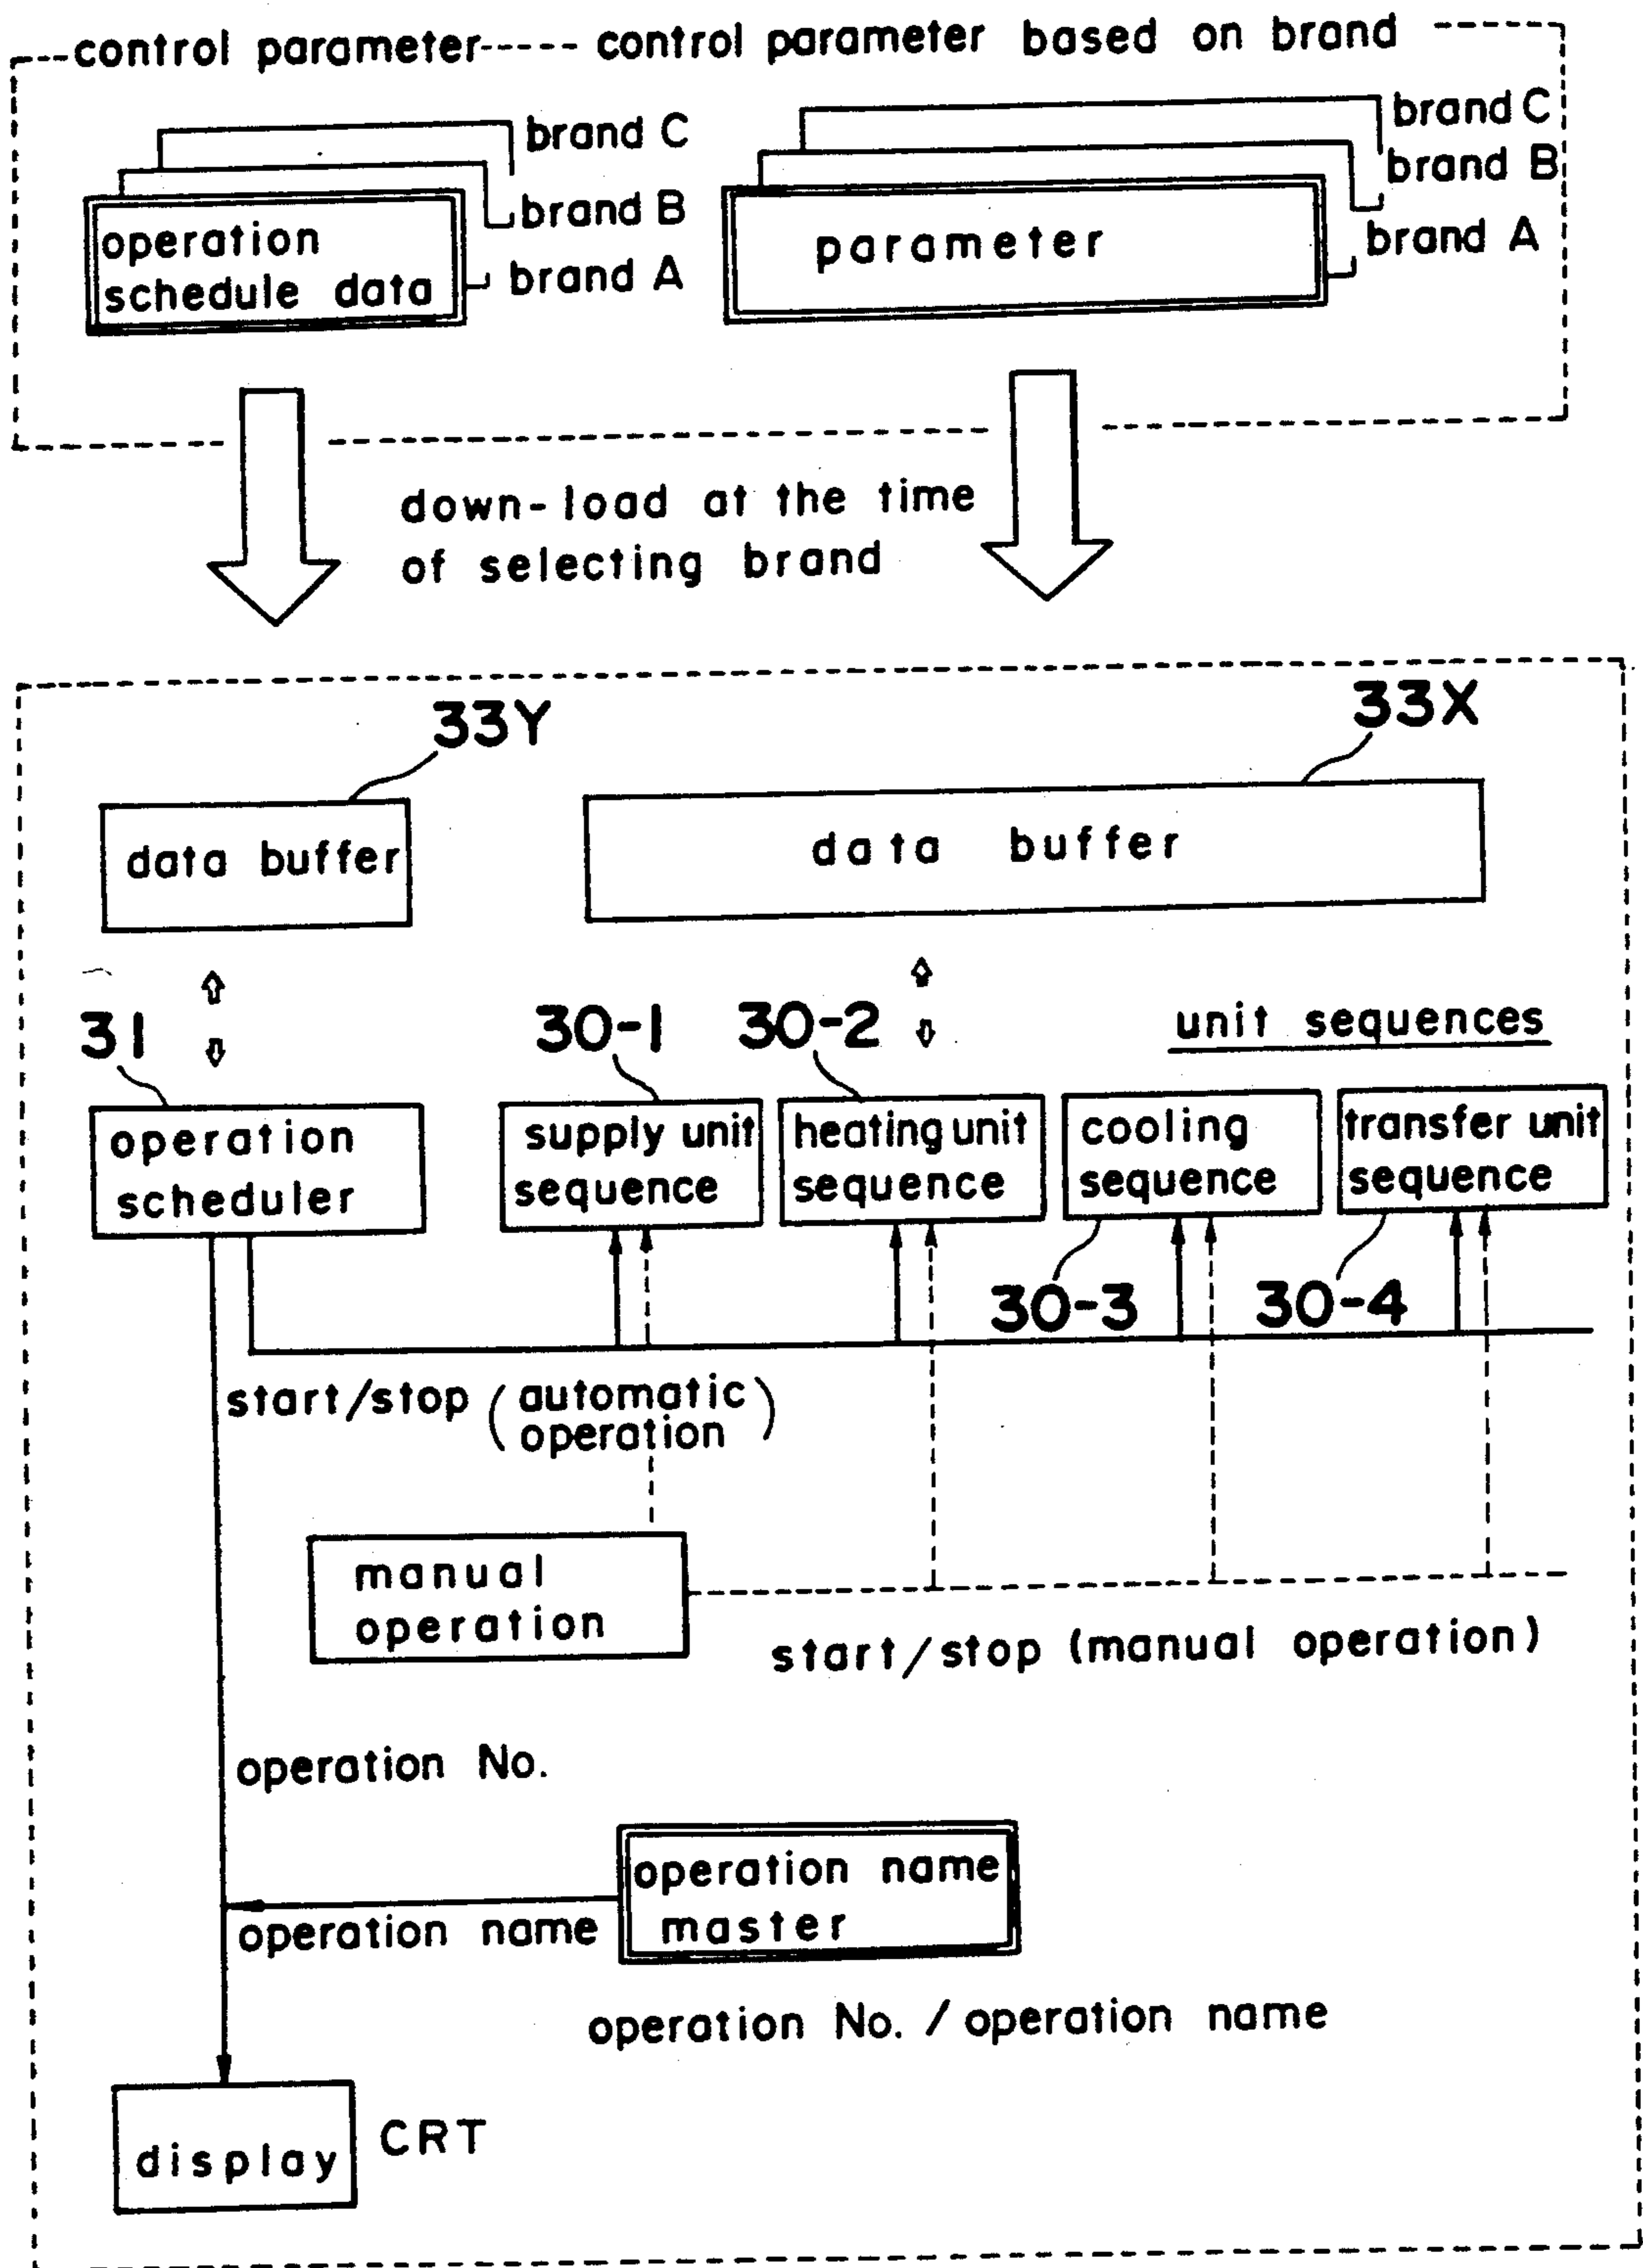 control parameter
control parameter based on brand
brand C
brand B
brand A
operation
schedule data
brand C
brand B
brand A
parameter
down-load at the time
of selecting brand
33Y
33X
data buffer
data buffer
31
30-1
30-2
unit sequences
operation
scheduler
supply unit
sequence
heating unit
sequence
cooling
sequence
transfer unit
sequence
30-3
30-4
start/stop (automatic
operation)
manual
operation
start/stop (manual operation)
operation No.
operation name
master
operation name
operation No. / operation name
display
CRT